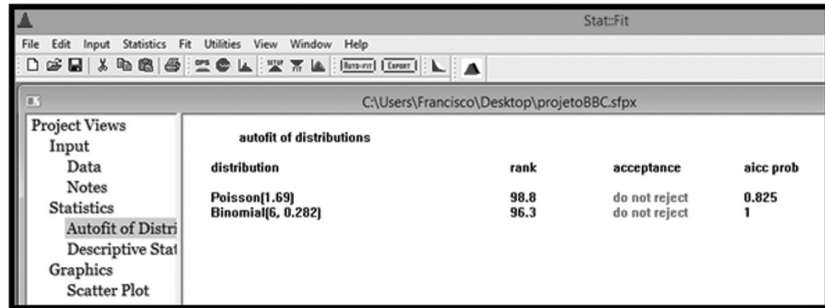 Stat::Fit
File Edit Input Statistics Fit Utilities View Window Help
AUTO-FIT EXPORT
C:\Users\Francisco\Desktop\projetoBBC.sfpx
Project Views
Input
Data
Notes
Statistics
Autofit of Distri
Descriptive Stat
Graphics
Scatter Plot
autofit of distributions
distribution rank acceptance aicc prob
Poisson(1.69) 98.8 do not reject 0.825
Binomial(6, 0.282) 96.3 do not reject 1